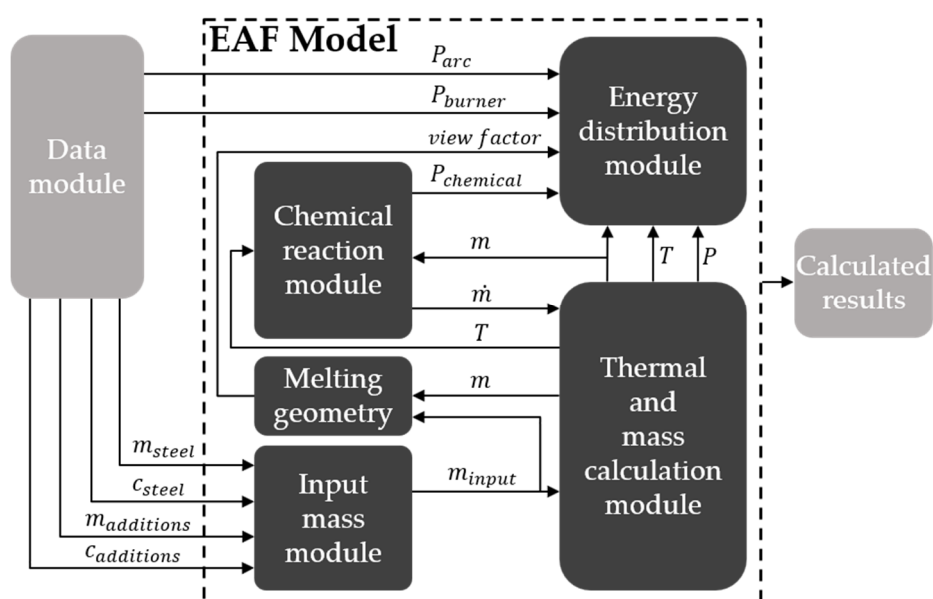 EAF Model
P_arc
P_burner
view factor
P_chemical
Data
module
Energy
distribution
module
Chemical
reaction
module
m
T
P
ṁ
T
Calculated
results
Melting
geometry
m
Thermal
and
mass
calculation
module
m_steel
c_steel
m_additions
c_additions
Input
mass
module
m_input